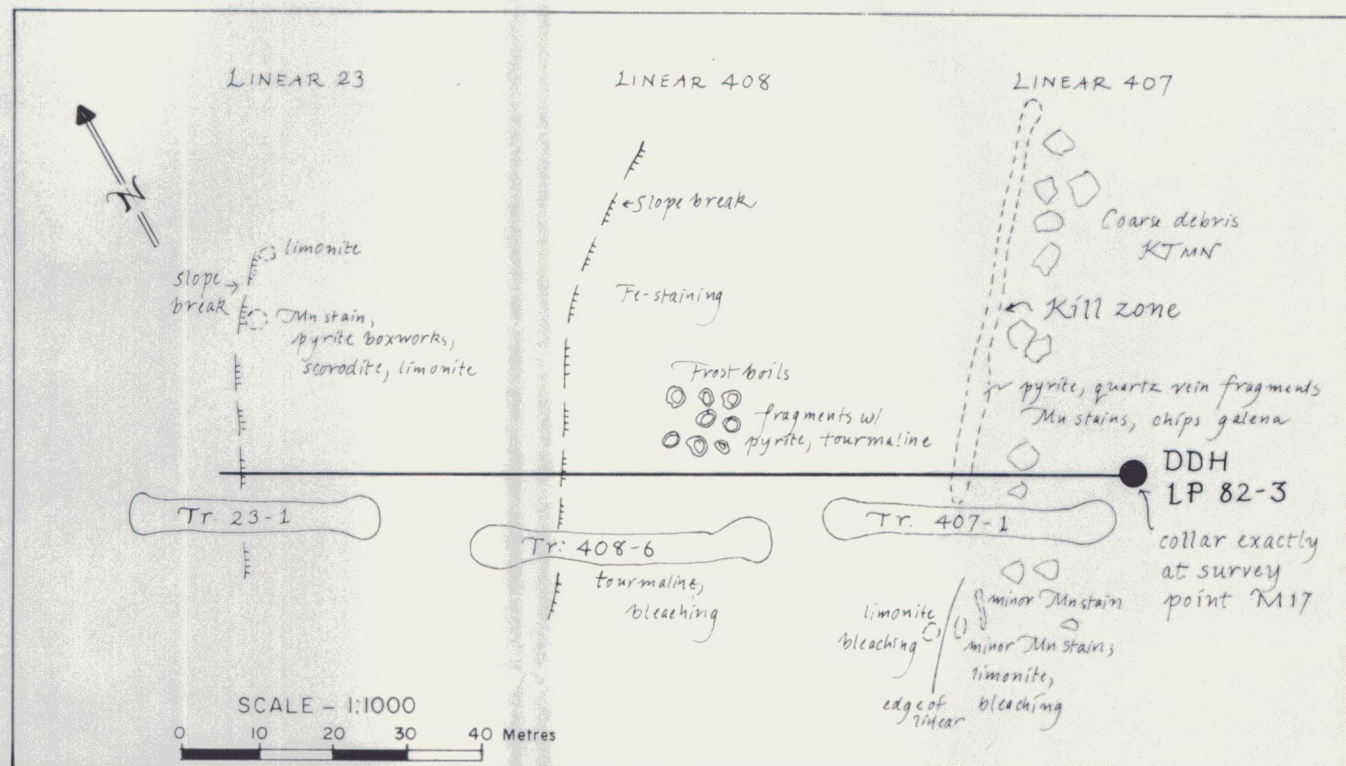 LINEAR 23
LINEAR 408
LINEAR 407
N
limonite
slope
break
Mn stain,
pyrite boxworks,
scorodite, limonite
slope break
Fe-staining
Frost boils
fragments w/
pyrite, tourmaline
Coarse debris
KTMN
Kill zone
pyrite, quartz vein fragments
Mn stains, chips galena
DDH
LP 82-3
collar exactly
at survey
point M17
Tr. 23-1
Tr. 408-6
Tr. 407-1
tourmaline,
bleaching
limonite
bleaching
minor Mn stain
minor Mn stain,
limonite,
bleaching
edge of
linear
SCALE - 1:1000
0 10 20 30 40 Metres